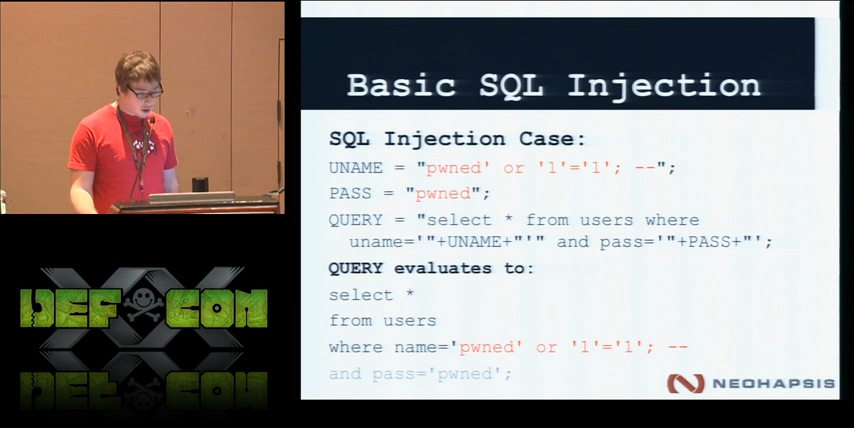 Basic SQL Injection
SQL Injection Case:
UNAME = "pwned' or '1'='1'; --";
PASS = "pwned";
QUERY = "select * from users where
uname='"+UNAME+"'" and pass='"+PASS+"';
QUERY evaluates to:
select *
from users
where name='pwned' or '1'='1'; --
and pass='pwned';
NEOHAPSIS
DEF CON
XX